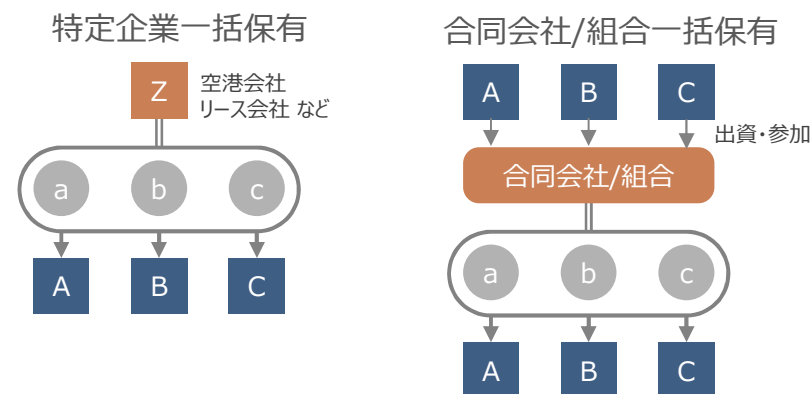 特定企業一括保有
Z
空港会社
リース会社 など
a b c
A B C
合同会社/組合一括保有
A B C
出資・参加
合同会社/組合
a b c
A B C